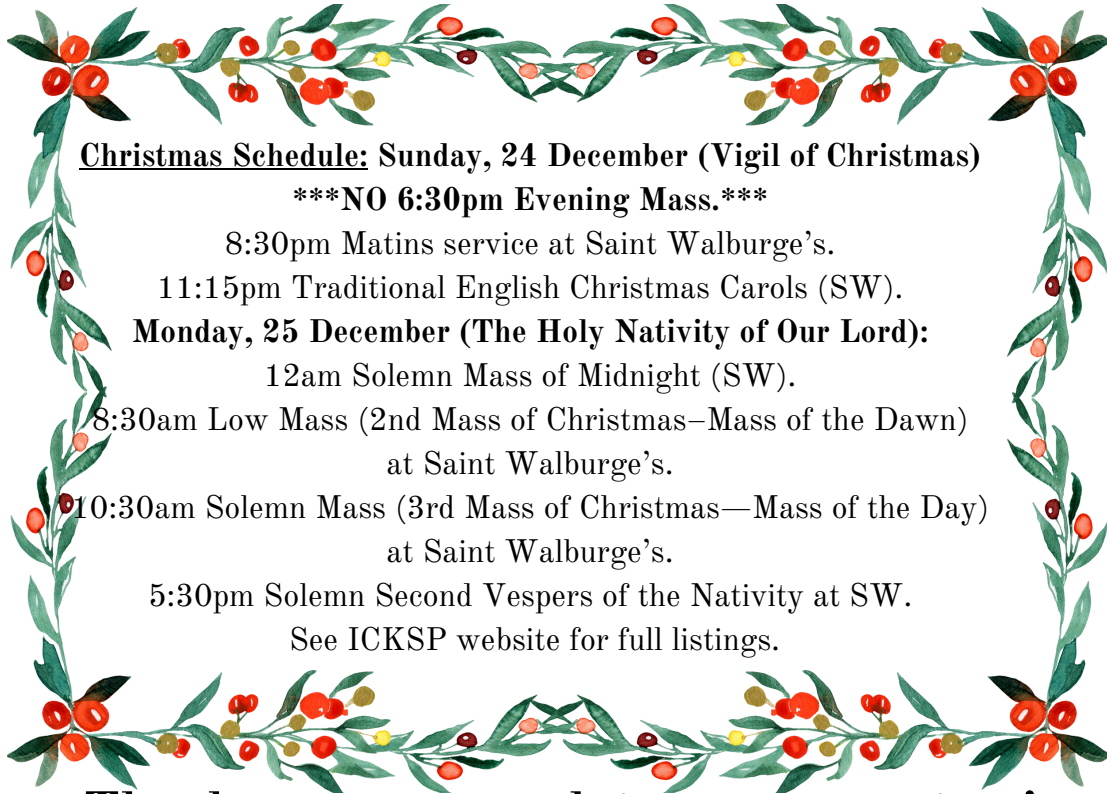 Christmas Schedule: Sunday, 24 December (Vigil of Christmas)
***NO 6:30pm Evening Mass.***
8:30pm Matins service at Saint Walburge's.
11:15pm Traditional English Christmas Carols (SW).
Monday, 25 December (The Holy Nativity of Our Lord):
12am Solemn Mass of Midnight (SW).
8:30am Low Mass (2nd Mass of Christmas–Mass of the Dawn)
at Saint Walburge's.
10:30am Solemn Mass (3rd Mass of Christmas—Mass of the Day)
at Saint Walburge's.
5:30pm Solemn Second Vespers of the Nativity at SW.
See ICKSP website for full listings.